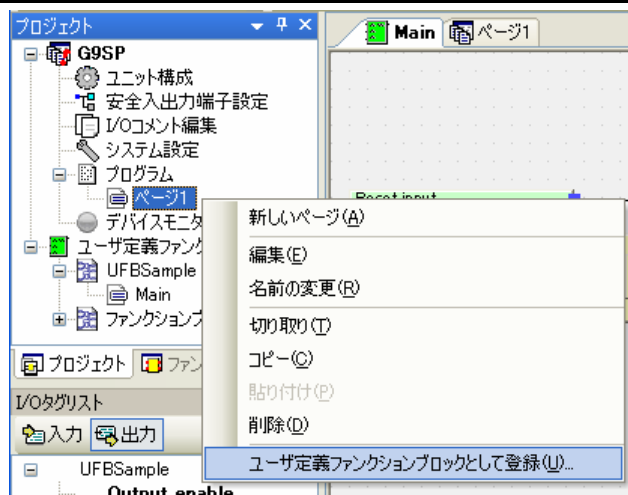 プロジェクト
G9SP
ユニット構成
安全入出力端子設定
I/Oコメント編集
システム設定
プログラム
ページ1
デバイスモニタ
ユーザ定義ファンク
UFBSample
Main
ファンクションブ
プロジェクト ファン
I/Oタグリスト
入力 出力
UFBSample
Output enable
Main ページ1
Reset input
新しいページ(A)
編集(E)
名前の変更(R)
切り取り(T)
コピー(C)
貼り付け(P)
削除(D)
ユーザ定義ファンクションブロックとして登録(U)...